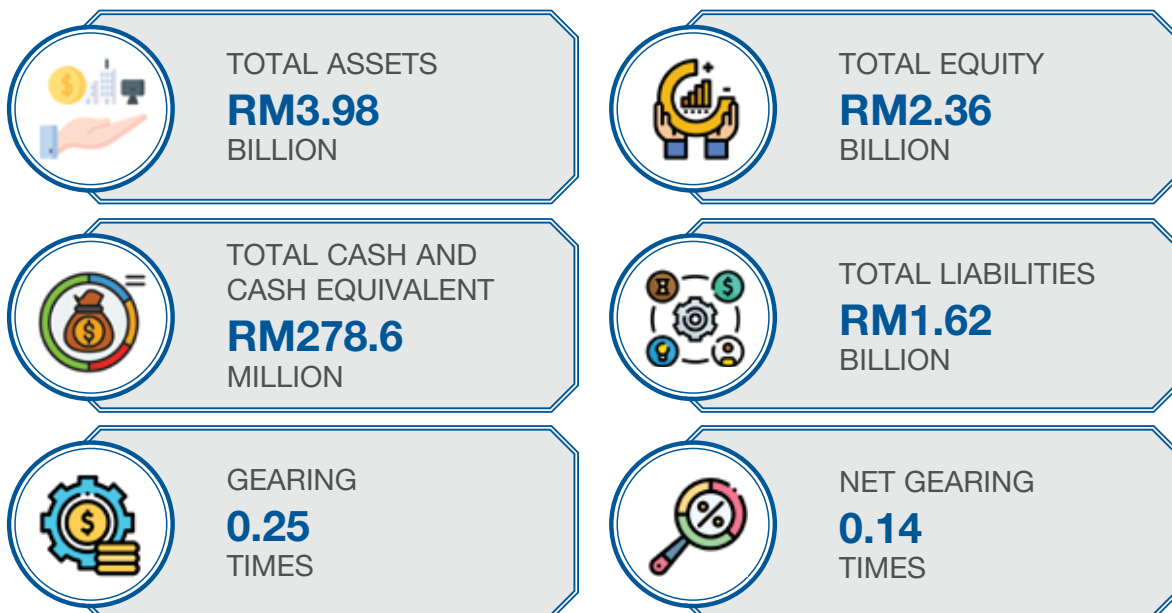 TOTAL ASSETS
RM3.98
BILLION
TOTAL EQUITY
RM2.36
BILLION
TOTAL CASH AND
CASH EQUIVALENT
RM278.6
MILLION
TOTAL LIABILITIES
RM1.62
BILLION
GEARING
0.25
TIMES
NET GEARING
0.14
TIMES